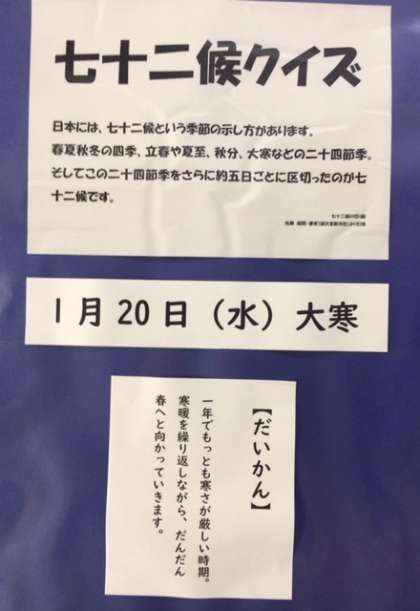 七十二候クイズ
日本には、七十二候という季節の示し方があります。
春夏秋冬の四季、立春や夏至、秋分、大寒などの二十四節季。
そしてこの二十四節季をさらに約五日ごとに区切ったのが七
十二候です。
1月20日（水）大寒
【だいかん】
一年でもっとも寒さが厳しい時期。
寒暖を繰り返しながら、だんだん
春へと向かっていきます。